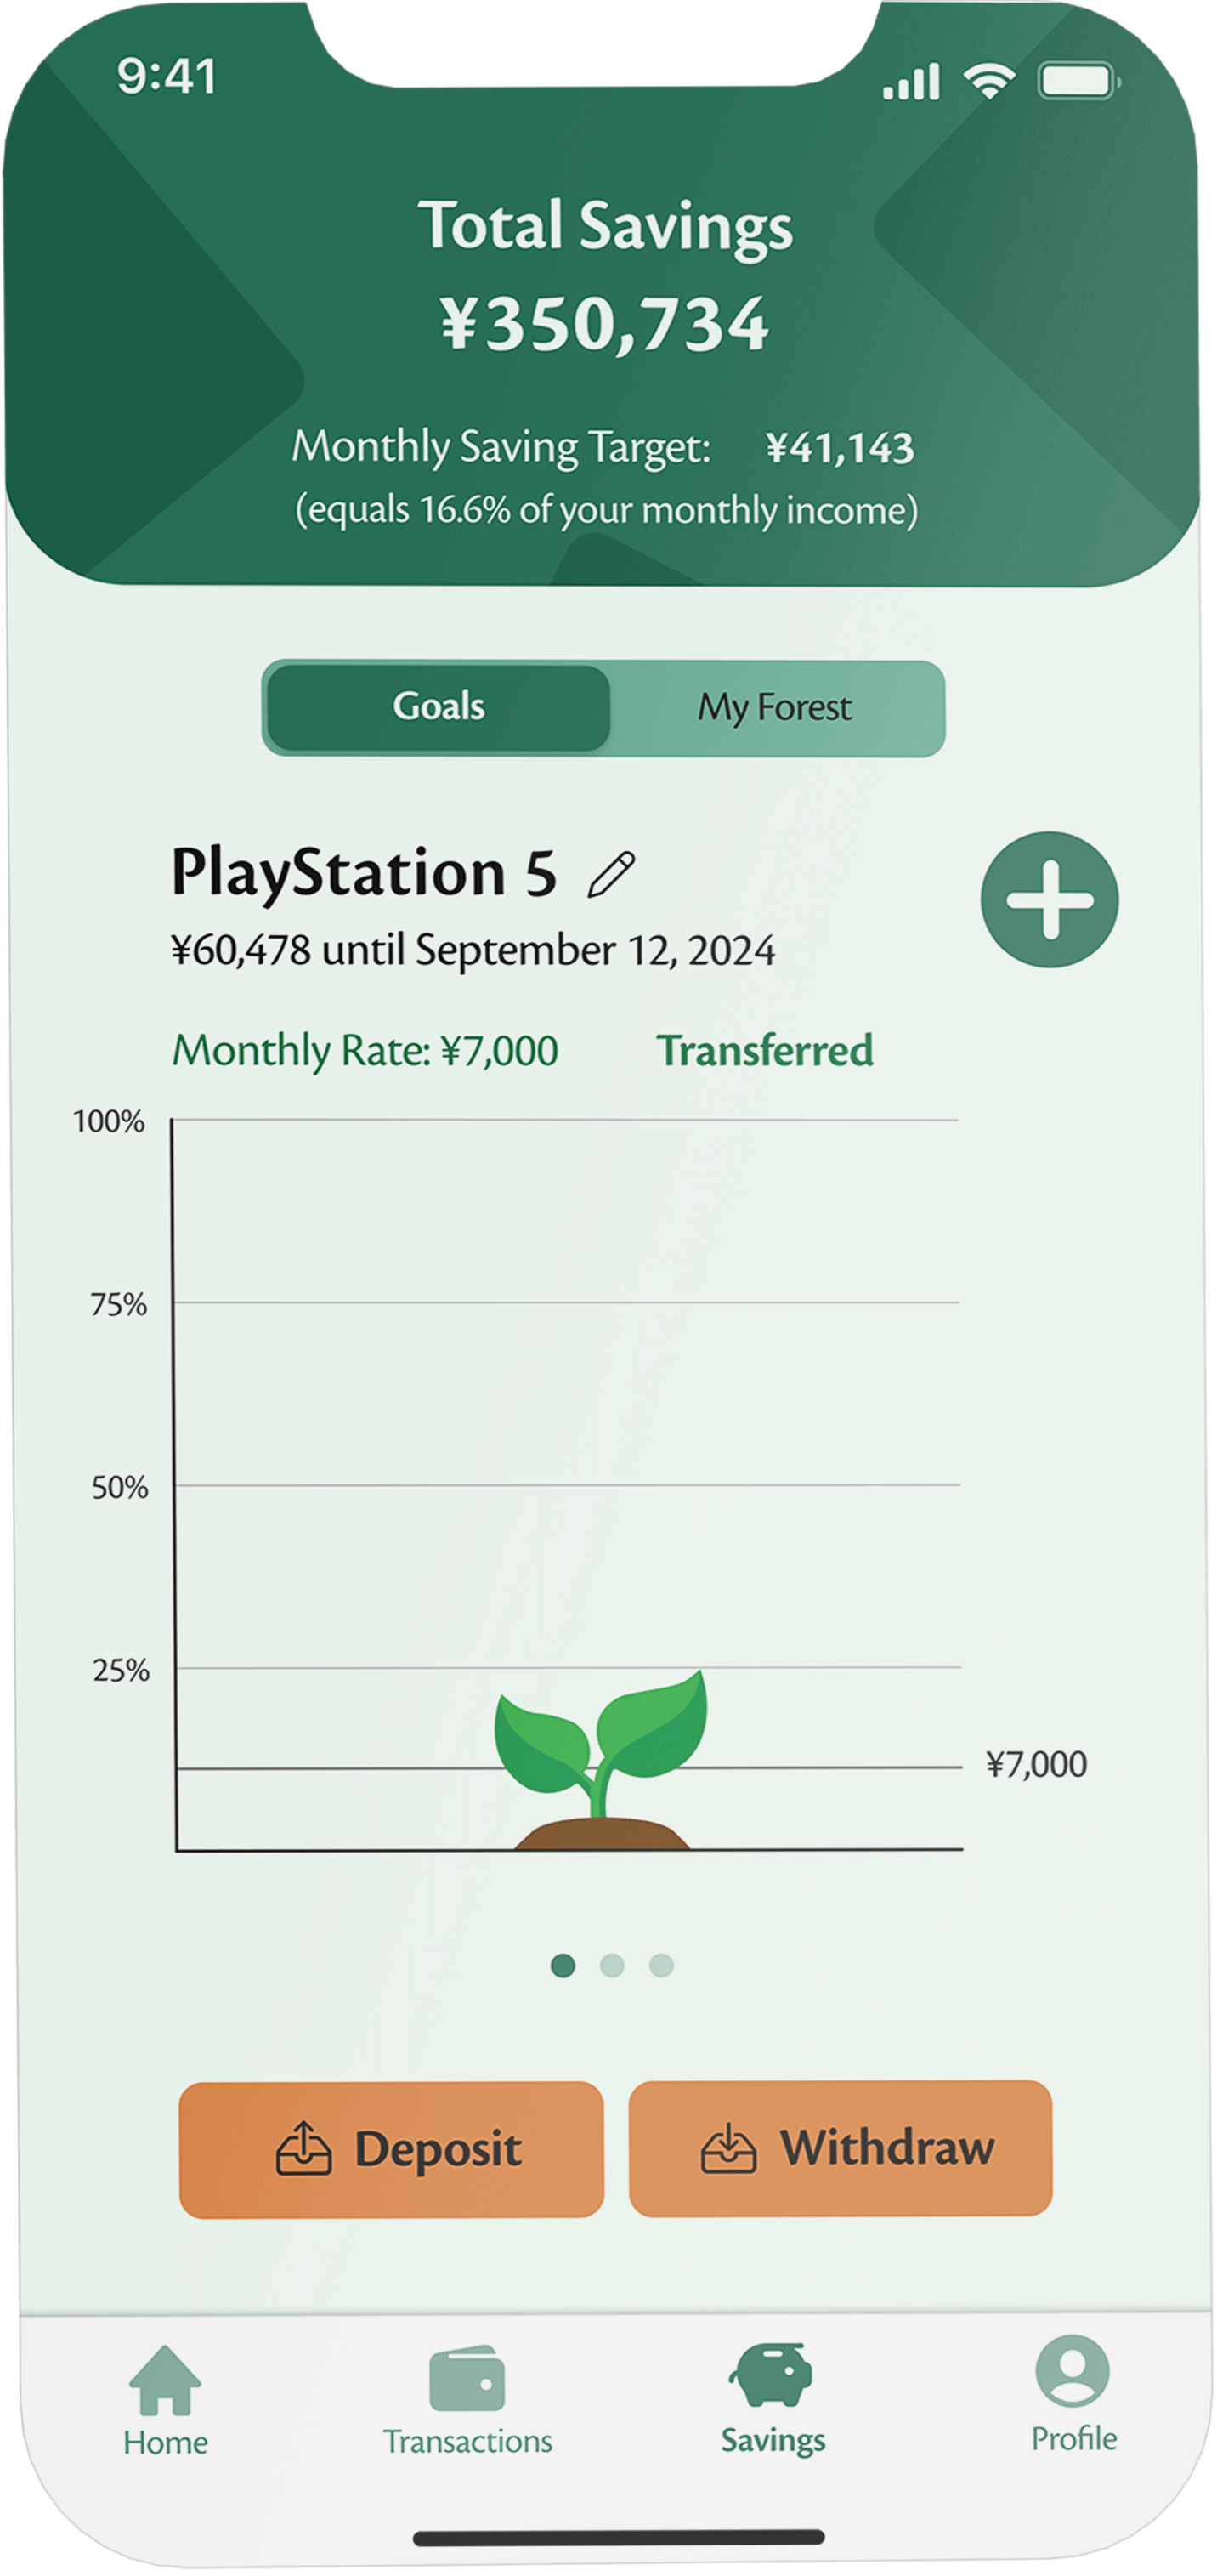 9:41
Total Savings
¥350,734
Monthly Saving Target: ¥41,143
(equals 16.6% of your monthly income)
Goals My Forest
PlayStation 5
¥60,478 until September 12, 2024
Monthly Rate: ¥7,000 Transferred
100%
75%
50%
25%
¥7,000
Deposit Withdraw
Home Transactions Savings Profile